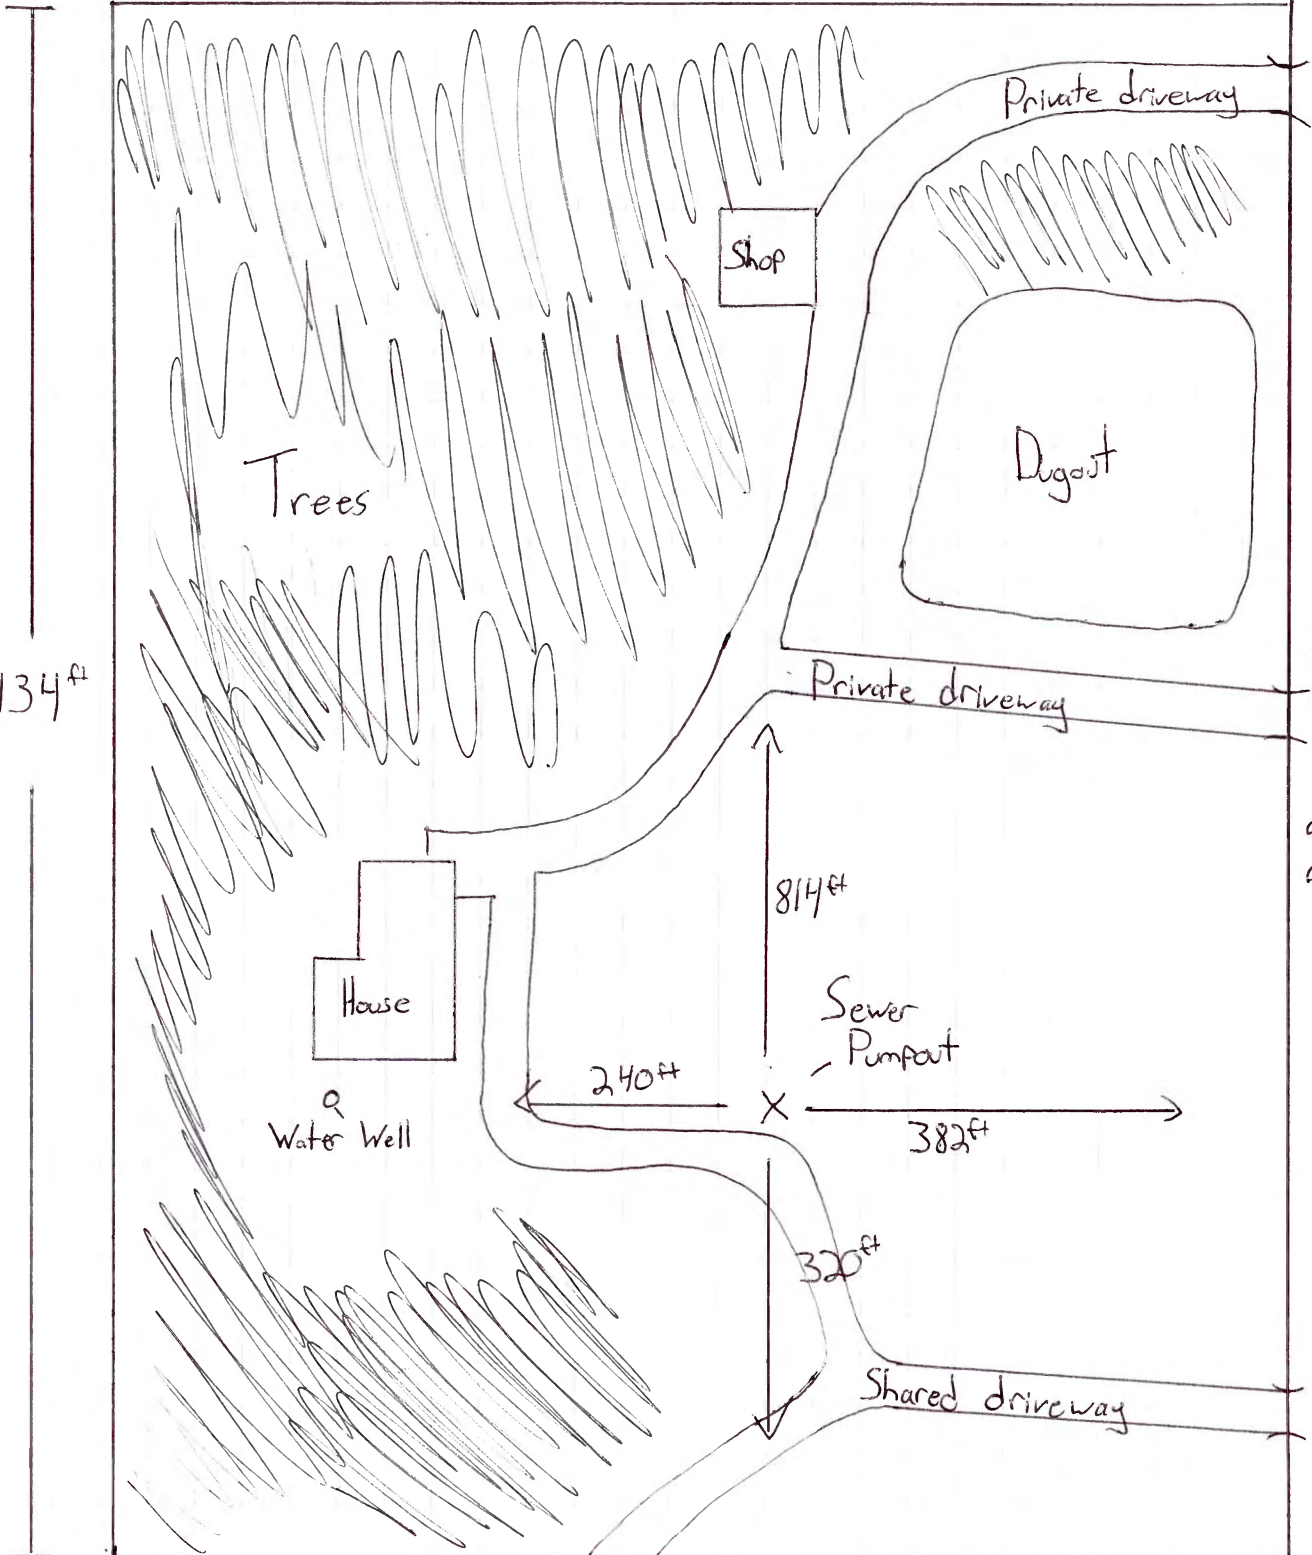 Private driveway
Shop
Dugout
Trees
134ft
Private driveway
814ft
House
Sewer
Pumpout
240ft
X
382ft
Water Well
320ft
Shared driveway